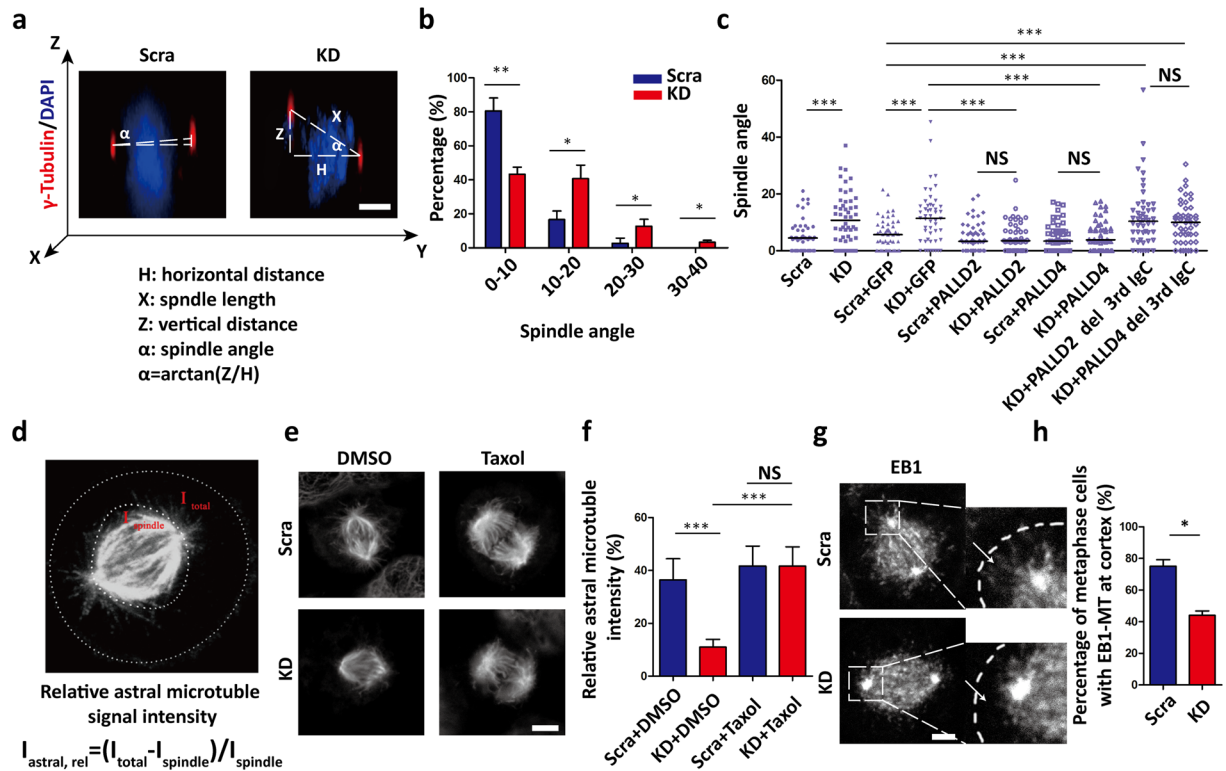 a
Z
Scra
KD
γ-Tubulin/DAPI
α
X
Z
α
H
X
Y
H: horizontal distance
X: spndle length
Z: vertical distance
α: spindle angle
α=arctan(Z/H)
b
Percentage (%)
100
80
60
40
20
0
**
*
*
*
Scra
KD
0-10
10-20
20-30
30-40
Spindle angle
c
Spindle angle
60
40
20
0
***
***
***
NS
***
***
***
NS
NS
Scra
KD
Scra+GFP
KD+GFP
Scra+PALLD2
KD+PALLD2
Scra+PALLD4
KD+PALLD4
KD+PALLD2 del 3rd IgC
KD+PALLD4 del 3rd IgC
d
I total
I spindle
Relative astral microtuble
signal intensity
I astral, rel=(I total-I spindle)/I spindle
e
DMSO
Taxol
Scra
KD
f
Relative astral microtuble
intensity (%)
60
40
20
0
NS
***
***
Scra+DMSO
KD+DMSO
Scra+Taxol
KD+Taxol
g
EB1
Scra
KD
h
Percentage of metaphase cells
with EB1-MT at cortex (%)
100
80
60
40
20
0
*
Scra
KD